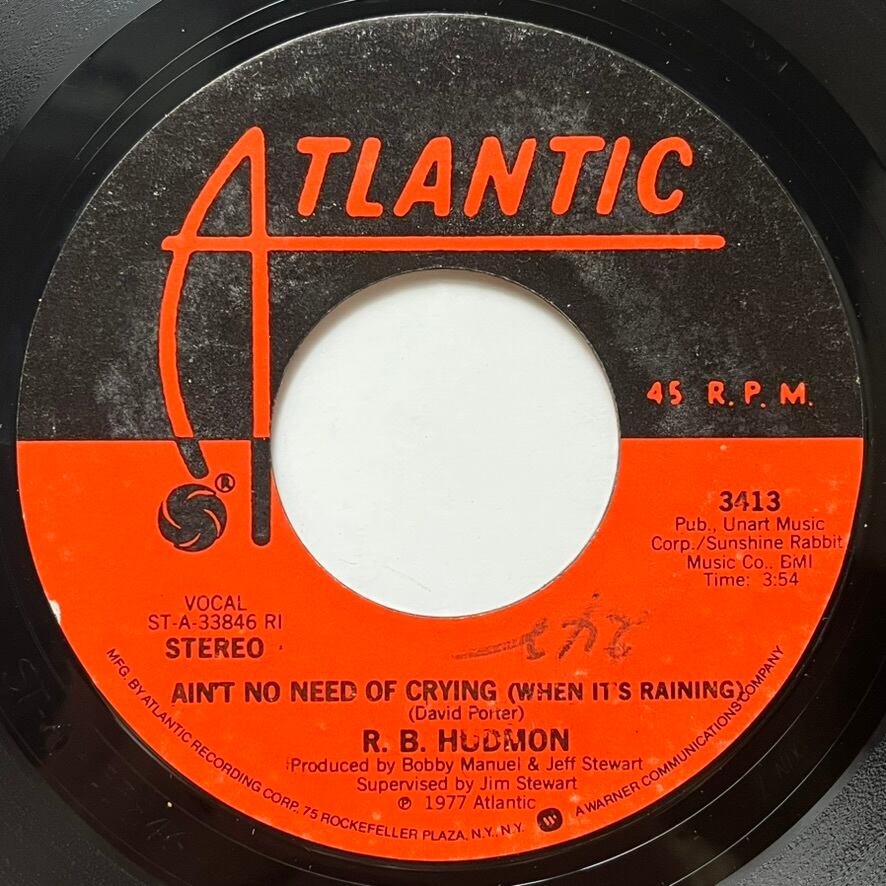 ATLANTIC
45 R.P.M.
®
3413
Pub., Unart Music
Corp./Sunshine Rabbit
Music Co., BMI
Time: 3:54
VOCAL
ST-A-33846 RI
STEREO
AIN'T NO NEED OF CRYING (WHEN IT'S RAINING)
(David Porter)
R. B. HUDMON
Produced by Bobby Manuel & Jeff Stewart
Supervised by Jim Stewart
℗ 1977 Atlantic
MFG. BY ATLANTIC RECORDING CORP., 75 ROCKEFELLER PLAZA, N.Y., N.Y. A WARNER COMMUNICATIONS COMPANY